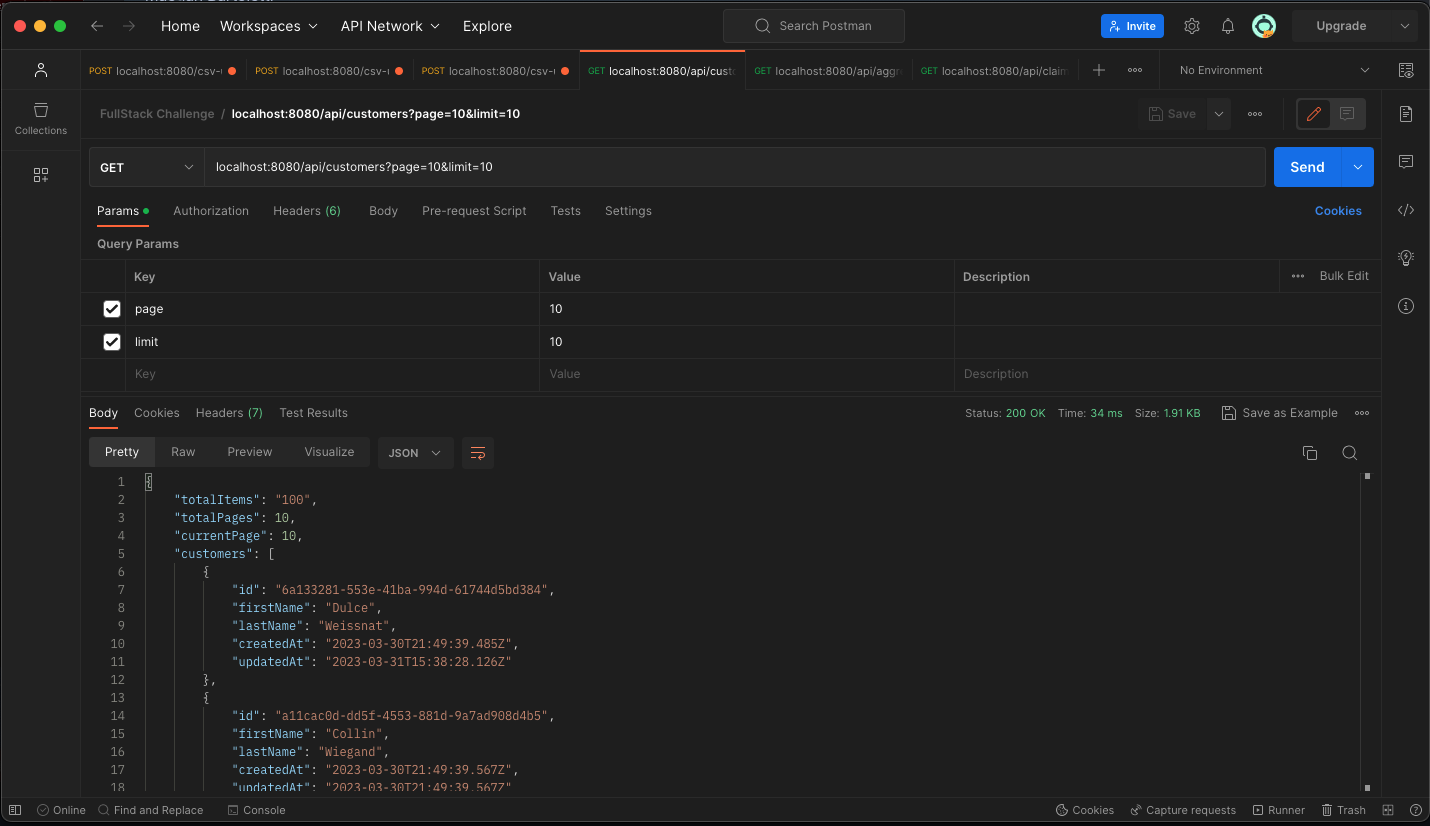 Home Workspaces API Network Explore Search Postman Invite Upgrade
POST localhost:8080/csv- POST localhost:8080/csv- POST localhost:8080/csv- GET localhost:8080/api/cust GET localhost:8080/api/aggr GET localhost:8080/api/claim No Environment
Collections
FullStack Challenge / localhost:8080/api/customers?page=10&limit=10 Save
GET localhost:8080/api/customers?page=10&limit=10 Send
Params Authorization Headers (6) Body Pre-request Script Tests Settings Cookies
Query Params
Key Value Description Bulk Edit
page 10
limit 10
Key Value Description
Body Cookies Headers (7) Test Results Status: 200 OK Time: 34 ms Size: 1.91 KB Save as Example
Pretty Raw Preview Visualize JSON
1 {
2 "totalItems": "100",
3 "totalPages": 10,
4 "currentPage": 10,
5 "customers": [
6 {
7 "id": "6a133281-553e-41ba-994d-61744d5bd384",
8 "firstName": "Dulce",
9 "lastName": "Weissnat",
10 "createdAt": "2023-03-30T21:49:39.485Z",
11 "updatedAt": "2023-03-31T15:38:28.126Z"
12 },
13 {
14 "id": "a11cac0d-dd5f-4553-881d-9a7ad908d4b5",
15 "firstName": "Collin",
16 "lastName": "Wiegand",
17 "createdAt": "2023-03-30T21:49:39.567Z",
18 "updatedAt": "2023-03-30T21:49:39.567Z"
Online Find and Replace Console Cookies Capture requests Runner Trash